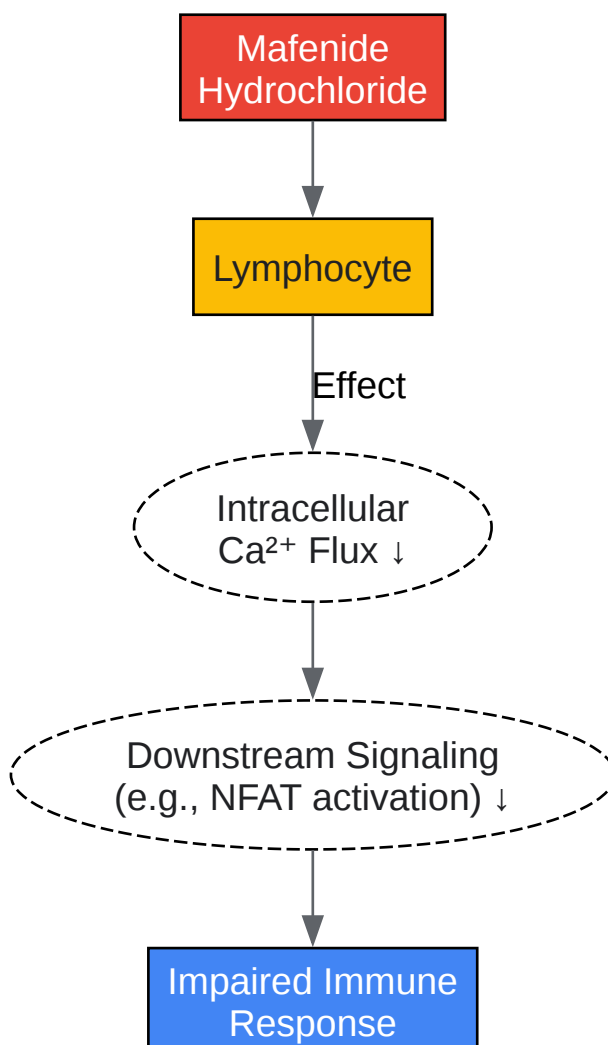 Mafenide
Hydrochloride
Lymphocyte
Effect
Intracellular
Ca²⁺ Flux ↓
Downstream Signaling
(e.g., NFAT activation) ↓
Impaired Immune
Response